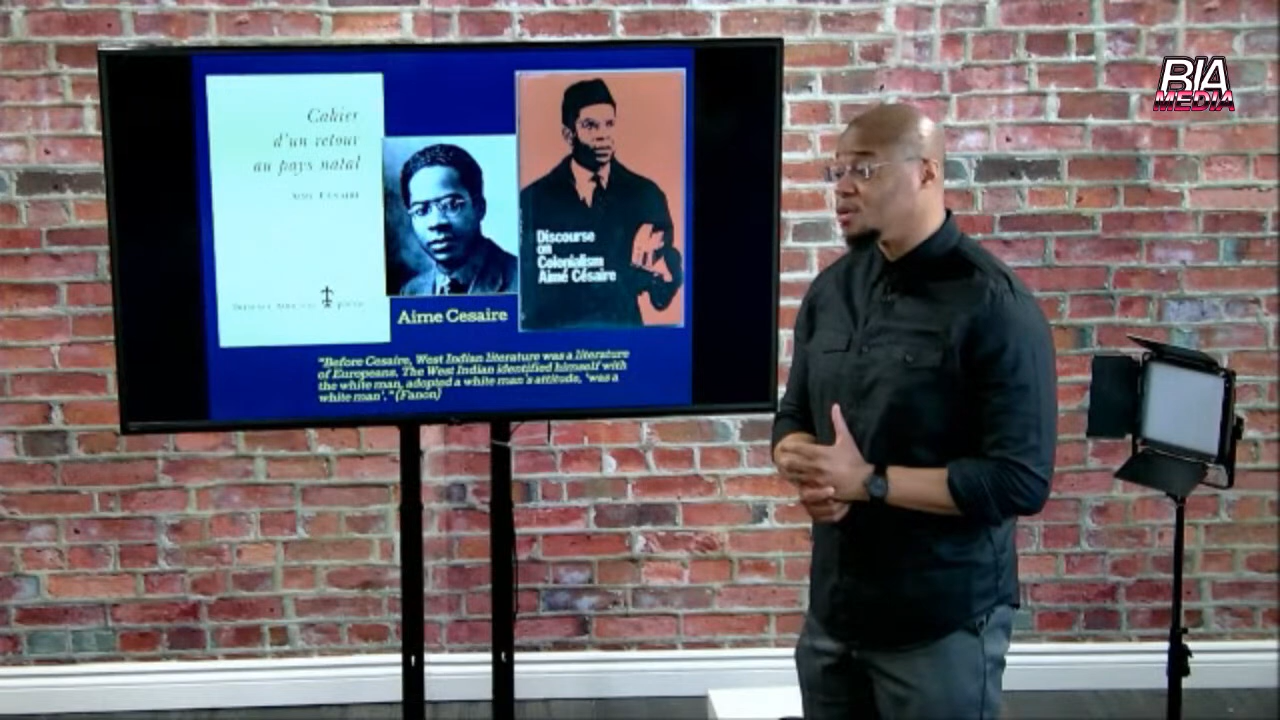 Cahier
d'un retour
au pays natal
AIMÉ CÉSAIRE
Aime Cesaire
Discourse
on
Colonialism
Aimé Césaire
"Before Cesaire, West Indian literature was a literature
of Europeans. The West Indian identified himself with
the white man, adopted a white man's attitude, 'was a
white man'." (Fanon)
BIA
MEDIA